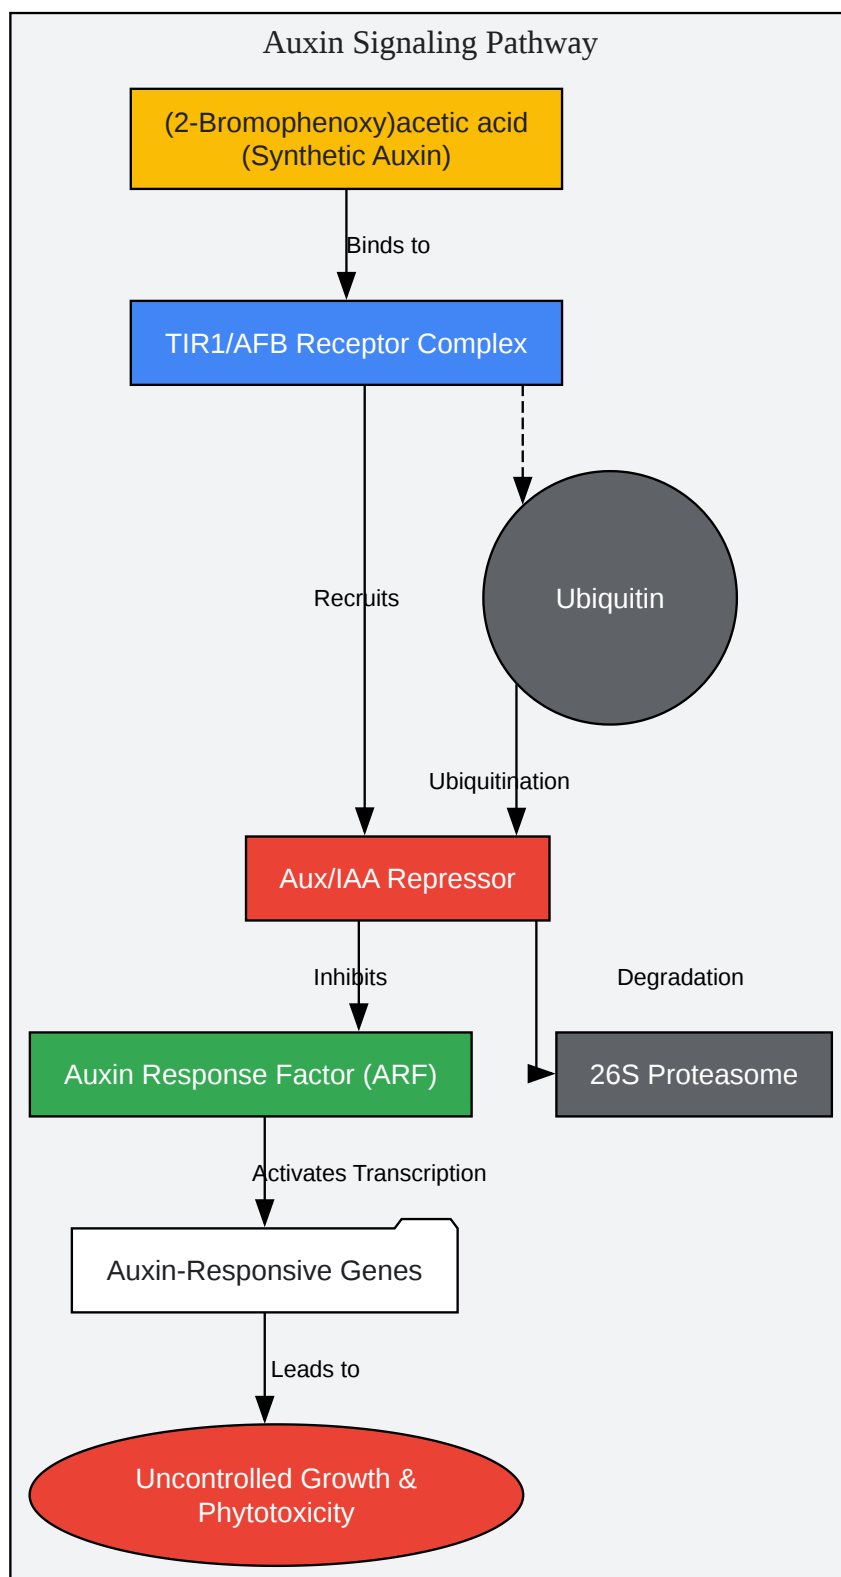 Auxin Signaling Pathway
(2-Bromophenoxy)acetic acid
(Synthetic Auxin)
Binds to
TIR1/AFB Receptor Complex
Recruits
Ubiquitin
Ubiquitination
Aux/IAA Repressor
Inhibits
Degradation
Auxin Response Factor (ARF)
26S Proteasome
Activates Transcription
Auxin-Responsive Genes
Leads to
Uncontrolled Growth &
Phytotoxicity